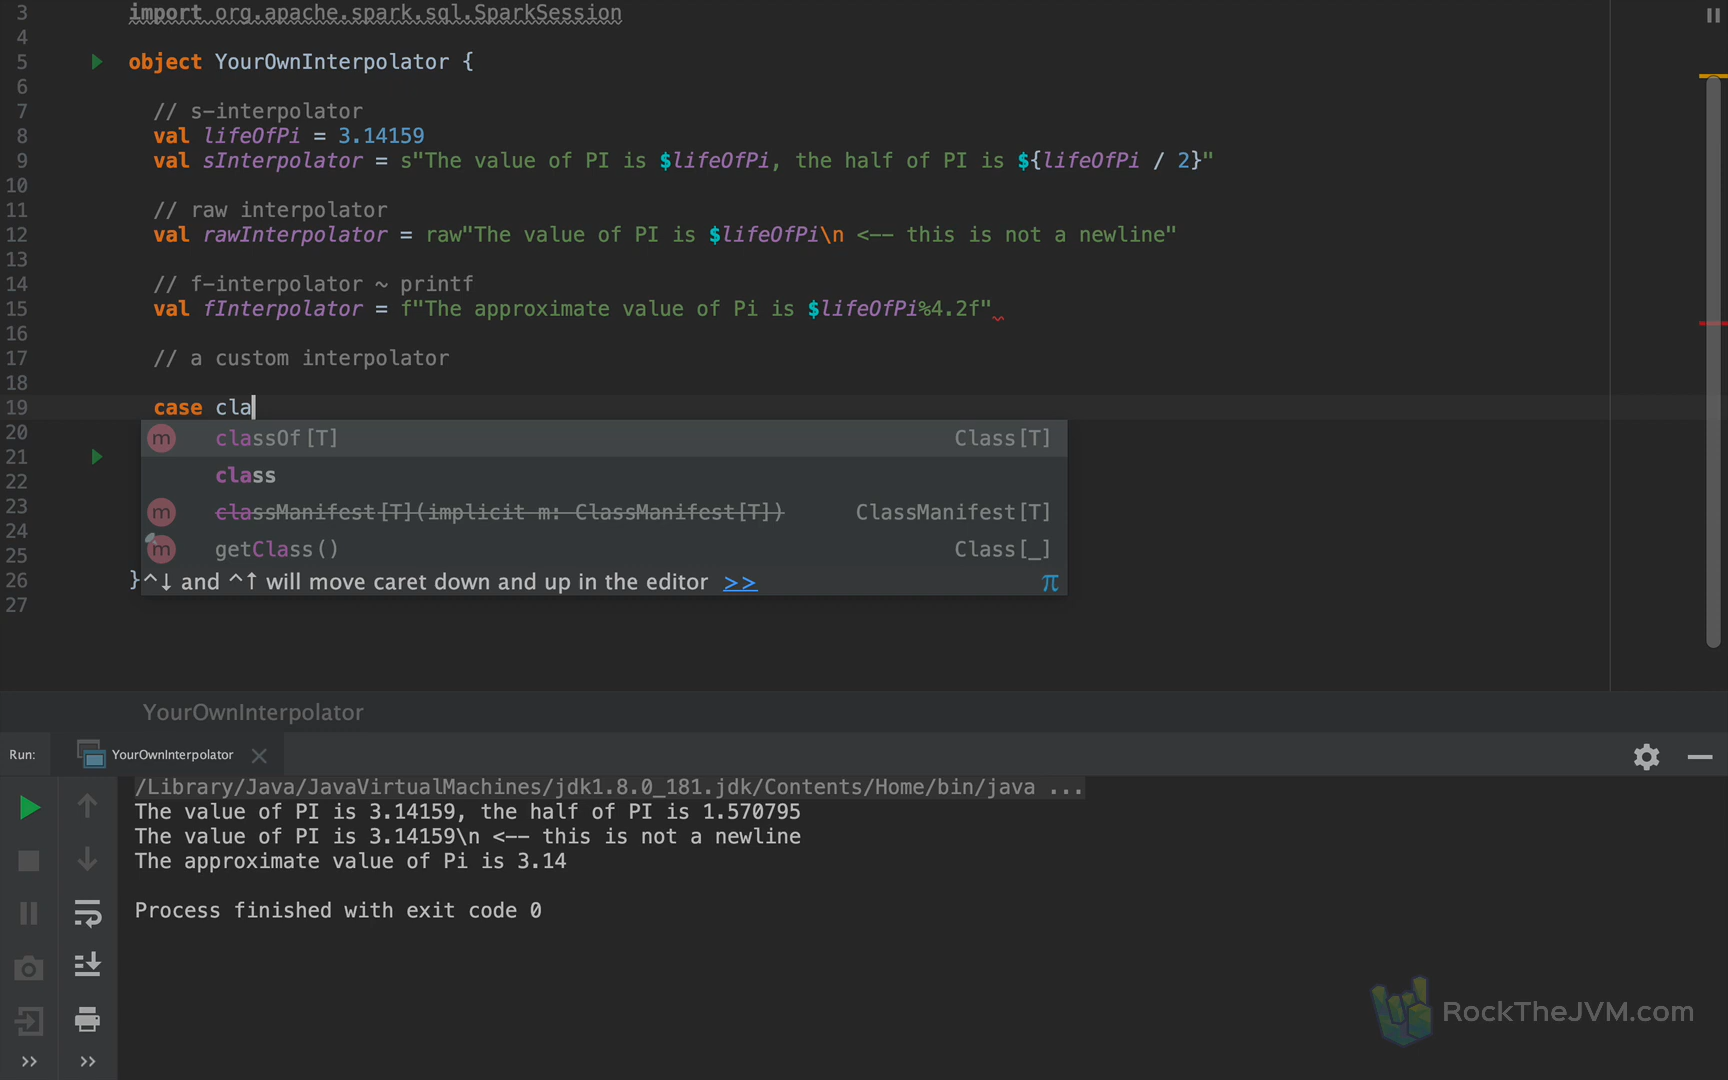 3 import org.apache.spark.sql.SparkSession
4
5 object YourOwnInterpolator {
6
7 // s-interpolator
8 val lifeOfPi = 3.14159
9 val sInterpolator = s"The value of PI is $lifeOfPi, the half of PI is ${lifeOfPi / 2}"
10
11 // raw interpolator
12 val rawInterpolator = raw"The value of PI is $lifeOfPi\n <-- this is not a newline"
13
14 // f-interpolator ~ printf
15 val fInterpolator = f"The approximate value of Pi is $lifeOfPi%4.2f"
16
17 // a custom interpolator
18
19 case cla
20 m classOf[T] Class[T]
21 class
22
23 m classManifest[T](implicit m: ClassManifest[T]) ClassManifest[T]
24
25 m getClass() Class[_]
26 }^↓ and ^↑ will move caret down and up in the editor >> π
27
YourOwnInterpolator
Run: YourOwnInterpolator
/Library/Java/JavaVirtualMachines/jdk1.8.0_181.jdk/Contents/Home/bin/java ...
The value of PI is 3.14159, the half of PI is 1.570795
The value of PI is 3.14159\n <-- this is not a newline
The approximate value of Pi is 3.14
Process finished with exit code 0
RockTheJVM.com